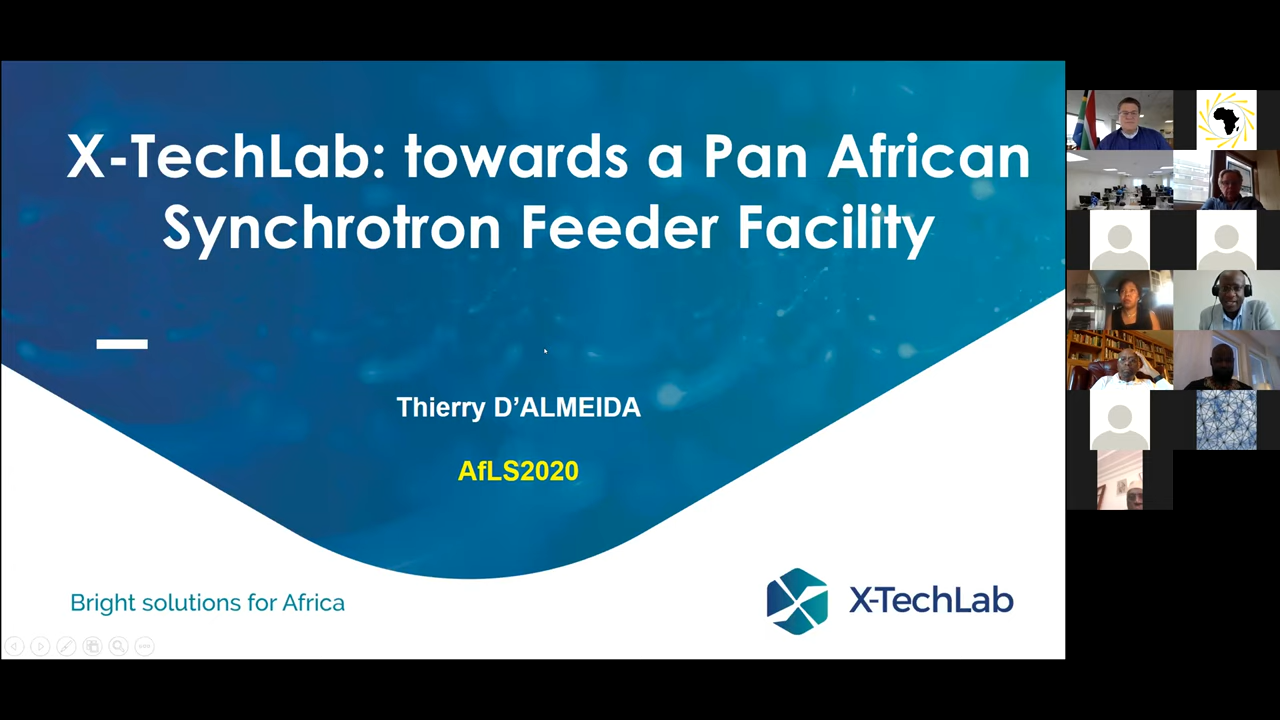 X-TechLab: towards a Pan African
Synchrotron Feeder Facility
Thierry D'ALMEIDA
AfLS2020
Bright solutions for Africa
X-TechLab